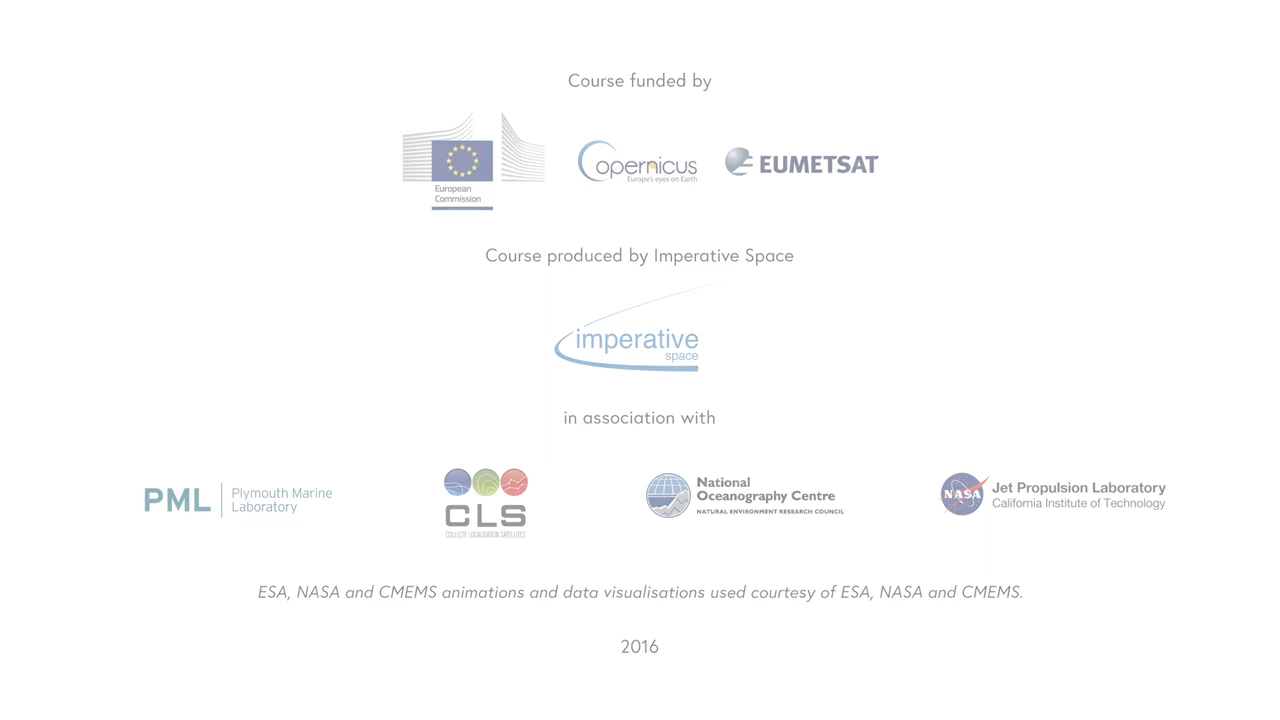 Course funded by
European
Commission
Copernicus
Europe's eyes on Earth
EUMETSAT
Course produced by Imperative Space
imperative
space
in association with
PML
Plymouth Marine
Laboratory
CLS
COLLECTE LOCALISATION SATELLITES
National
Oceanography Centre
NATURAL ENVIRONMENT RESEARCH COUNCIL
NASA
Jet Propulsion Laboratory
California Institute of Technology
ESA, NASA and CMEMS animations and data visualisations used courtesy of ESA, NASA and CMEMS.
2016